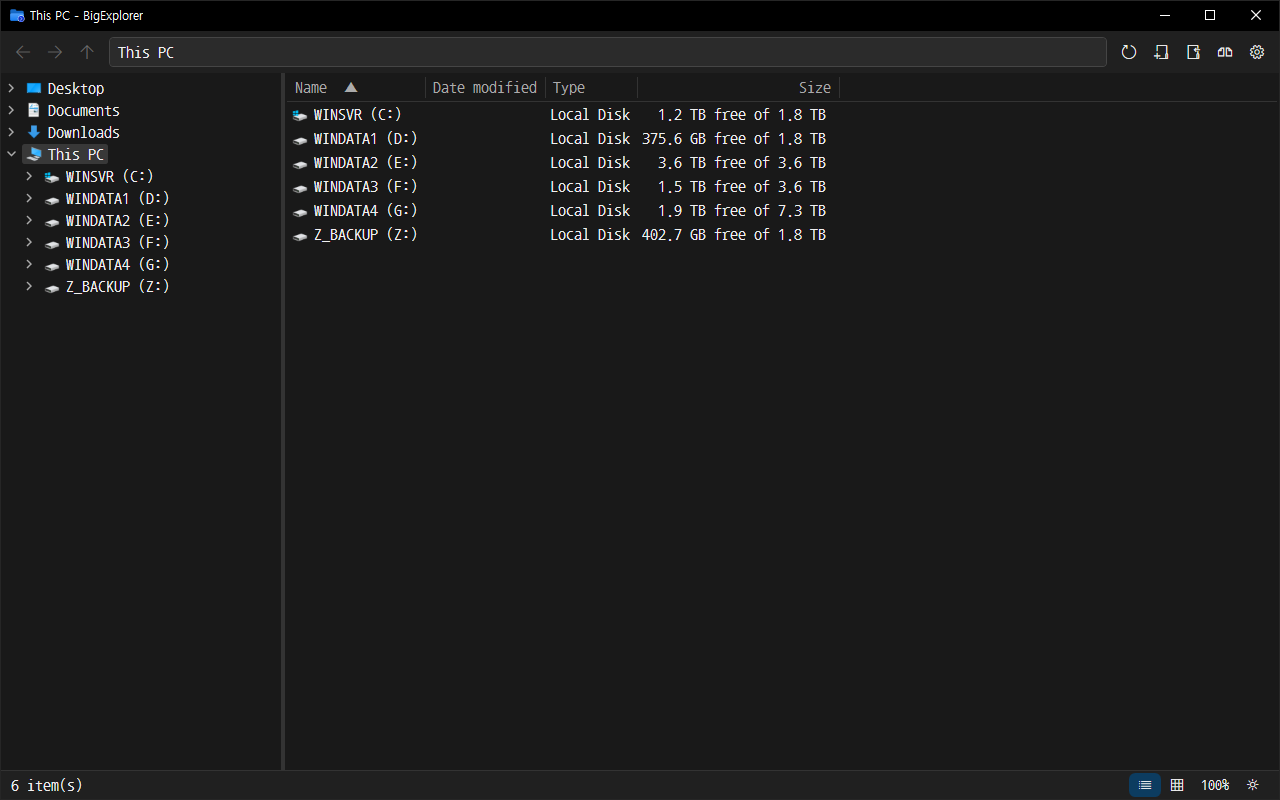 This PC - BigExplorer
This PC
Desktop
Documents
Downloads
This PC
WINSVR (C:)
WINDATA1 (D:)
WINDATA2 (E:)
WINDATA3 (F:)
WINDATA4 (G:)
Z_BACKUP (Z:)
Name Date modified Type Size
WINSVR (C:) Local Disk 1.2 TB free of 1.8 TB
WINDATA1 (D:) Local Disk 375.6 GB free of 1.8 TB
WINDATA2 (E:) Local Disk 3.6 TB free of 3.6 TB
WINDATA3 (F:) Local Disk 1.5 TB free of 3.6 TB
WINDATA4 (G:) Local Disk 1.9 TB free of 7.3 TB
Z_BACKUP (Z:) Local Disk 402.7 GB free of 1.8 TB
6 item(s) 100%